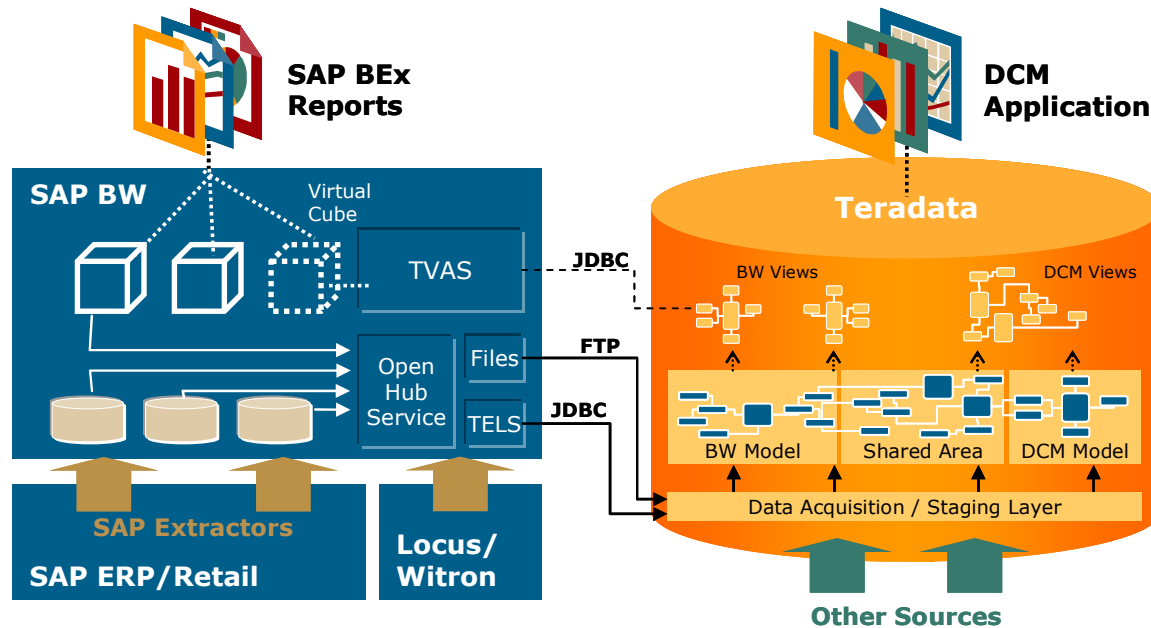 SAP BEx
Reports
DCM
Application
SAP BW
Virtual
Cube
TVAS
Open
Hub
Service
Files
TELS
JDBC
FTP
JDBC
Teradata
BW Views
DCM Views
BW Model
Shared Area
DCM Model
Data Acquisition / Staging Layer
SAP Extractors
SAP ERP/Retail
Locus/
Witron
Other Sources